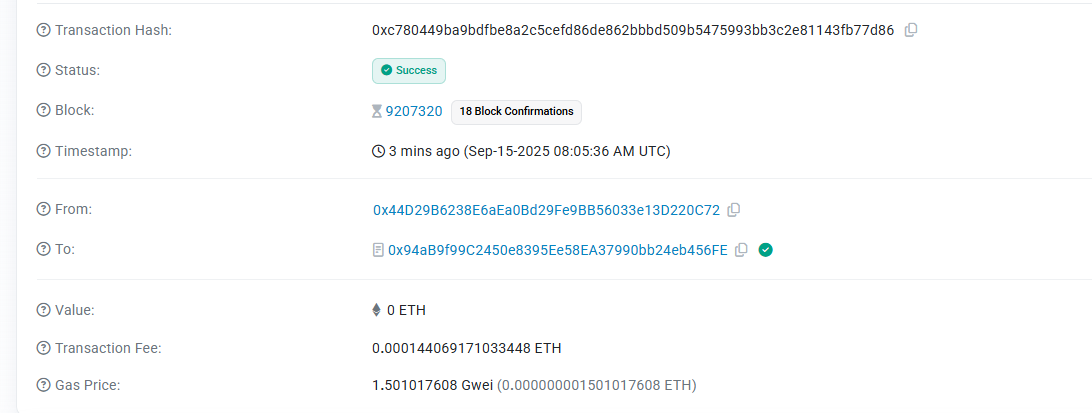 Transaction Hash: 0xc780449ba9bdfbe8a2c5cefd86de862bbbd509b5475993bb3c2e81143fb77d86
Status: Success
Block: 9207320 18 Block Confirmations
Timestamp: 3 mins ago (Sep-15-2025 08:05:36 AM UTC)
From: 0x44D29B6238E6aEa0Bd29Fe9BB56033e13D220C72
To: 0x94aB9f99C2450e8395Ee58EA37990bb24eb456FE
Value: 0 ETH
Transaction Fee: 0.000144069171033448 ETH
Gas Price: 1.501017608 Gwei (0.000000001501017608 ETH)